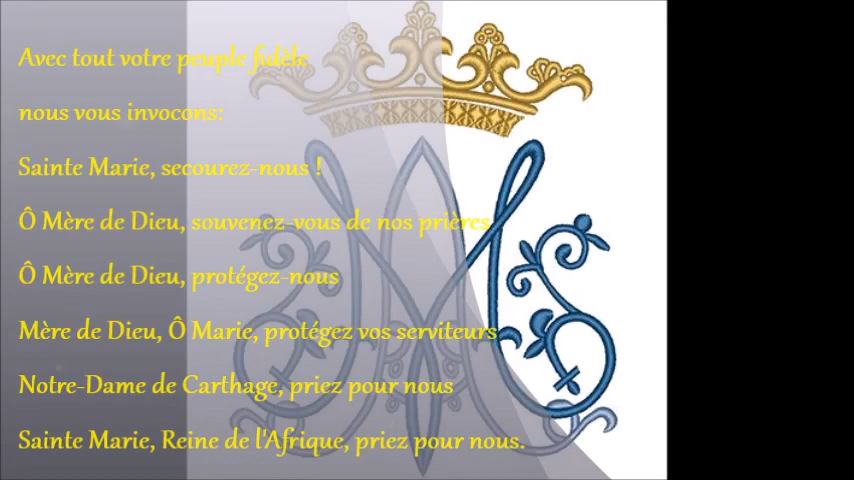 Avec tout votre peuple fidèle
nous vous invocons:
Sainte Marie, secourez-nous !
Ô Mère de Dieu, souvenez-vous de nos prières
Ô Mère de Dieu, protégez-nous
Mère de Dieu, Ô Marie, protégez vos serviteurs
Notre-Dame de Carthage, priez pour nous
Sainte Marie, Reine de l'Afrique, priez pour nous.